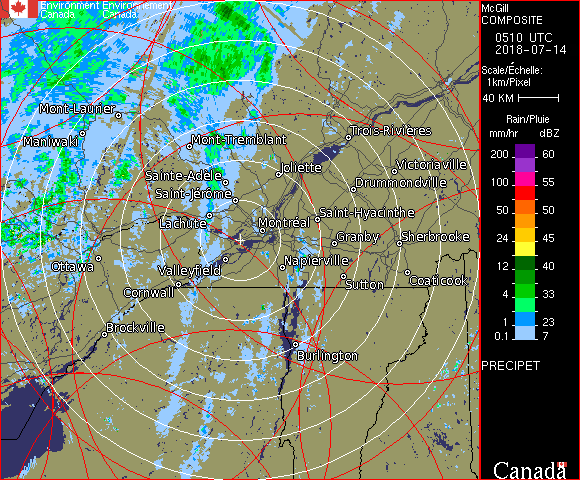 Environment Environnement
Canada Canada
McGill
COMPOSITE
0510 UTC
2018-07-14
Scale/Échelle:
1km/Pixel
40 KM
Rain/Pluie
mm/hr dBZ
200 60
100 55
50 50
24 45
12 40
4 33
1 23
0.1 7
PRECIPET
Canada
Mont-Laurier
Maniwaki
Mont-Tremblant
Trois-Rivières
Sainte-Adèle
Joliette
Victoriaville
Saint-Jérôme
Drummondville
Lachute
Montréal
Saint-Hyacinthe
Granby
Sherbrooke
Ottawa
Valleyfield
Napierville
Cornwall
Sutton
Coaticook
Brockville
Burlington